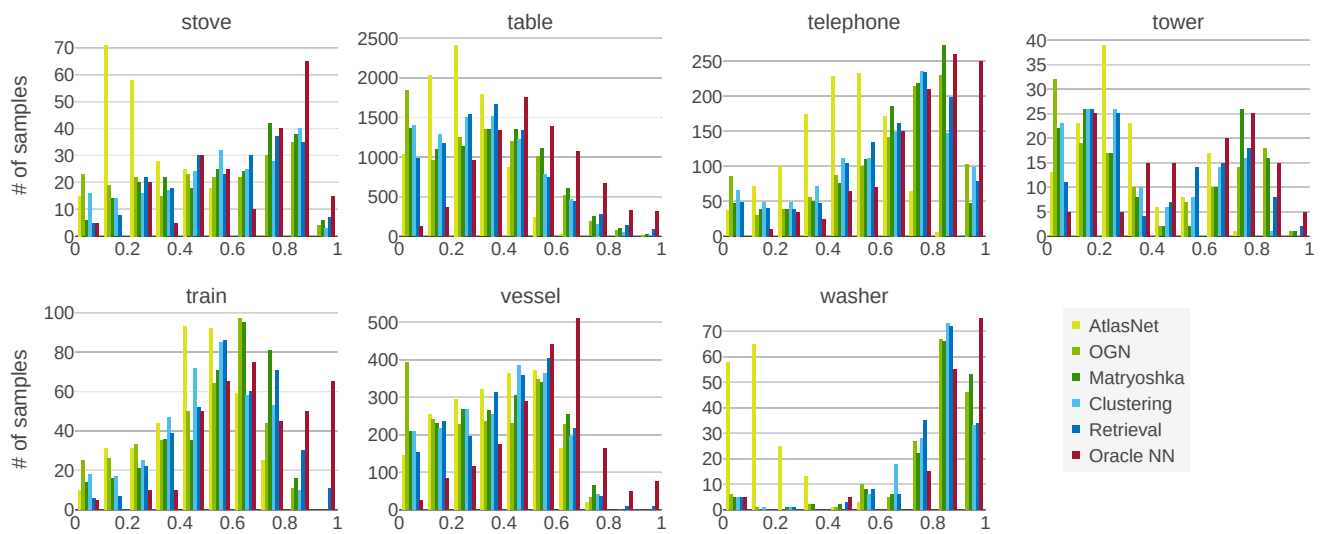 stove
table
telephone
tower
# of samples
70
60
50
40
30
20
10
0
0 0.2 0.4 0.6 0.8 1
2500
2000
1500
1000
500
0
0 0.2 0.4 0.6 0.8 1
250
200
150
100
50
0
0 0.2 0.4 0.6 0.8 1
40
35
30
25
20
15
10
5
0
0 0.2 0.4 0.6 0.8 1
train
vessel
washer
# of samples
100
80
60
40
20
0
0 0.2 0.4 0.6 0.8 1
500
400
300
200
100
0
0 0.2 0.4 0.6 0.8 1
70
60
50
40
30
20
10
0
0 0.2 0.4 0.6 0.8 1
AtlasNet
OGN
Matryoshka
Clustering
Retrieval
Oracle NN